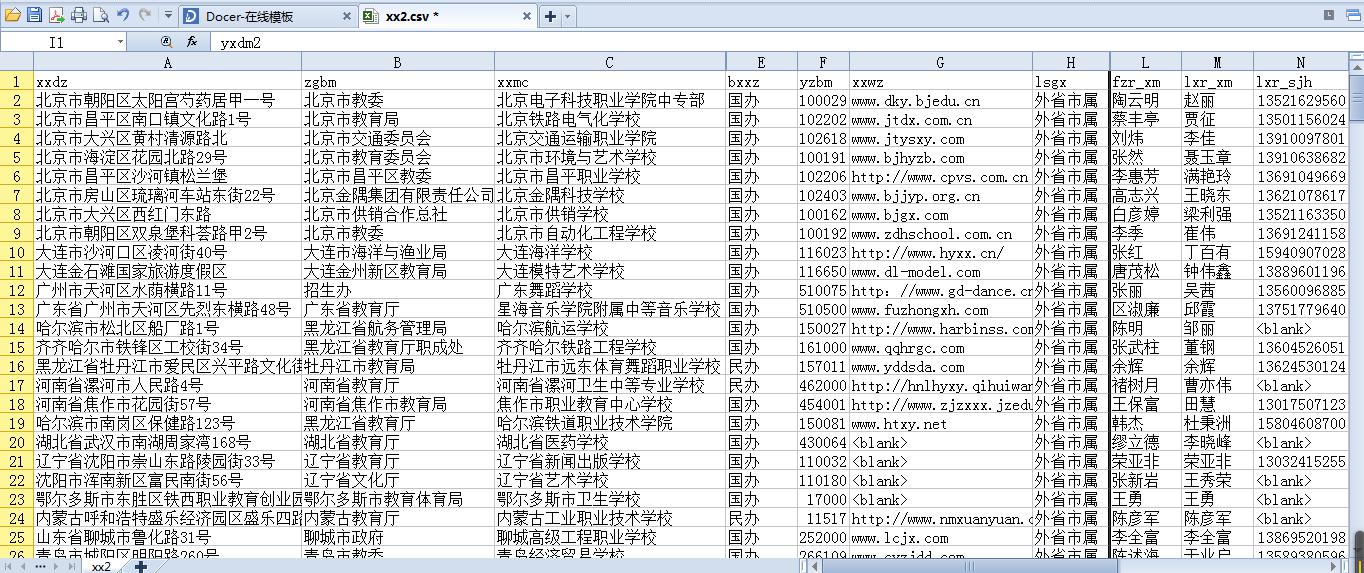 Docer-在线模板 xx2.csv *
I1 fx yxdm2
A B C E F G H L M N
1 xxdz zgbm xxmc bxxz yzbm xxwz lsgx fzr_xm lxr_xm lxr_sjh
2 北京市朝阳区太阳宫芍药居甲一号 北京市教委 北京电子科技职业学院中专部 国办 100029 www.dky.bjedu.cn 外省市属 陶云明 赵丽 13521629560
3 北京市昌平区南口镇文化路1号 北京市教育局 北京铁路电气化学校 国办 102202 www.jtdx.com.cn 外省市属 蔡丰亭 贾征 13501156024
4 北京市大兴区黄村清源路北 北京市交通委员会 北京交通运输职业学院 国办 102618 www.jtysxy.com 外省市属 刘炜 李佳 13910097801
5 北京市海淀区花园北路29号 北京市教育委员会 北京市环境与艺术学校 国办 100191 www.bjhyzb.com 外省市属 张然 聂玉章 13910638682
6 北京市昌平区沙河镇松兰堡 北京市昌平区教委 北京市昌平职业学校 国办 102206 http://www.cpvs.com.cn 外省市属 李惠芳 满艳玲 13691049669
7 北京市房山区琉璃河车站东街22号 北京金隅集团有限责任公司 北京金隅科技学校 国办 102403 www.bjjyp.org.cn 外省市属 高志兴 王晓东 13621078617
8 北京市大兴区西红门东路 北京市供销合作总社 北京市供销学校 国办 100162 www.bjgx.com 外省市属 白彦婷 梁利强 13521163350
9 北京市朝阳区双泉堡科荟路甲2号 北京市教委 北京市自动化工程学校 国办 100192 www.zdhschool.com.cn 外省市属 李季 崔伟 13691241158
10 大连市沙河口区凌河街40号 大连市海洋与渔业局 大连海洋学校 国办 116023 http://www.hyxx.cn/ 外省市属 张红 丁百有 15940907028
11 大连金石滩国家旅游度假区 大连金州新区教育局 大连模特艺术学校 国办 116650 www.dl-model.com 外省市属 唐茂松 钟伟鑫 13889601196
12 广州市天河区水荫横路11号 招生办 广东舞蹈学校 国办 510075 http：//www.gd-dance.cn 外省市属 张丽 吴茜 13560096885
13 广东省广州市天河区先烈东横路48号 广东省教育厅 星海音乐学院附属中等音乐学校 国办 510500 www.fuzhongxh.com 外省市属 区淑廉 邱霞 13751779640
14 哈尔滨市松北区船厂路1号 黑龙江省航务管理局 哈尔滨航运学校 国办 150027 http://www.harbinss.com 外省市属 陈明 邹丽 <blank>
15 齐齐哈尔市铁锋区工校街34号 黑龙江省教育厅职成处 齐齐哈尔铁路工程学校 国办 161000 www.qqhrgc.com 外省市属 张武柱 董钢 13604526051
16 黑龙江省牡丹江市爱民区兴平路文化街 牡丹江市教育局 牡丹江市远东体育舞蹈职业学校 民办 157011 www.yddsda.com 外省市属 余辉 余辉 13624530124
17 河南省漯河市人民路4号 河南省教育厅 河南省漯河卫生中等专业学校 民办 462000 http://hnlhyxy.qihuiwan 外省市属 褚树月 曹亦伟 <blank>
18 河南省焦作市花园街57号 河南省焦作市教育局 焦作市职业教育中心学校 国办 454001 http://www.zjzxxx.jzedu 外省市属 王保富 田慧 13017507123
19 哈尔滨市南岗区保健路123号 黑龙江省教育厅 哈尔滨铁道职业技术学院 国办 150081 www.htxy.net 外省市属 韩杰 杜秉洲 15804608700
20 湖北省武汉市南湖周家湾168号 湖北省教育厅 湖北省医药学校 国办 430064 <blank> 外省市属 缪立德 李晓峰 <blank>
21 辽宁省沈阳市崇山东路陵园街33号 辽宁省教育厅 辽宁省新闻出版学校 国办 110032 <blank> 外省市属 荣亚非 荣亚非 13032415255
22 沈阳市浑南新区富民南街56号 辽宁省文化厅 辽宁省艺术学校 国办 110180 <blank> 外省市属 张新岩 王秀荣 <blank>
23 鄂尔多斯市东胜区铁西职业教育创业园 鄂尔多斯市教育体育局 鄂尔多斯市卫生学校 国办 17000 <blank> 外省市属 王勇 王勇 <blank>
24 内蒙古呼和浩特盛乐经济园区盛乐四路 内蒙古教育厅 内蒙古工业职业技术学校 民办 11517 http://www.nmxuanyuan.c 外省市属 陈彦军 陈彦军 <blank>
25 山东省聊城市鲁化路31号 聊城市政府 聊城高级工程职业学校 国办 252000 www.lcjx.com 外省市属 李全富 李全富 13869520198
26 青岛市城阳区明阳路260号 青岛市教委 青岛经济贸易学校 国办 266109 www.cyzjdd.com 外省市属 陈述海 于业户 13589380596
xx2